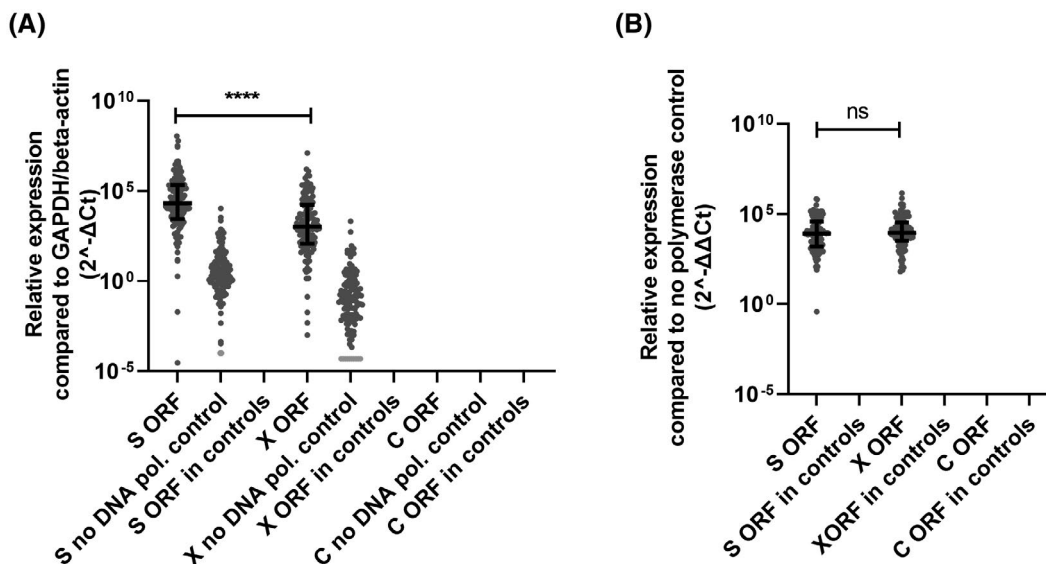 (A)
Relative expression
compared to GAPDH/beta-actin
(2^-ΔCt)
10^10
10^5
10^0
10^-5
****
S ORF
S no DNA pol. control
S ORF in controls
X ORF
X no DNA pol. control
X ORF in controls
C ORF
C no DNA pol. control
C ORF in controls
(B)
Relative expression
compared to no polymerase control
(2^-ΔΔCt)
10^10
10^5
10^0
10^-5
ns
S ORF
S ORF in controls
X ORF
XORF in controls
C ORF
C ORF in controls